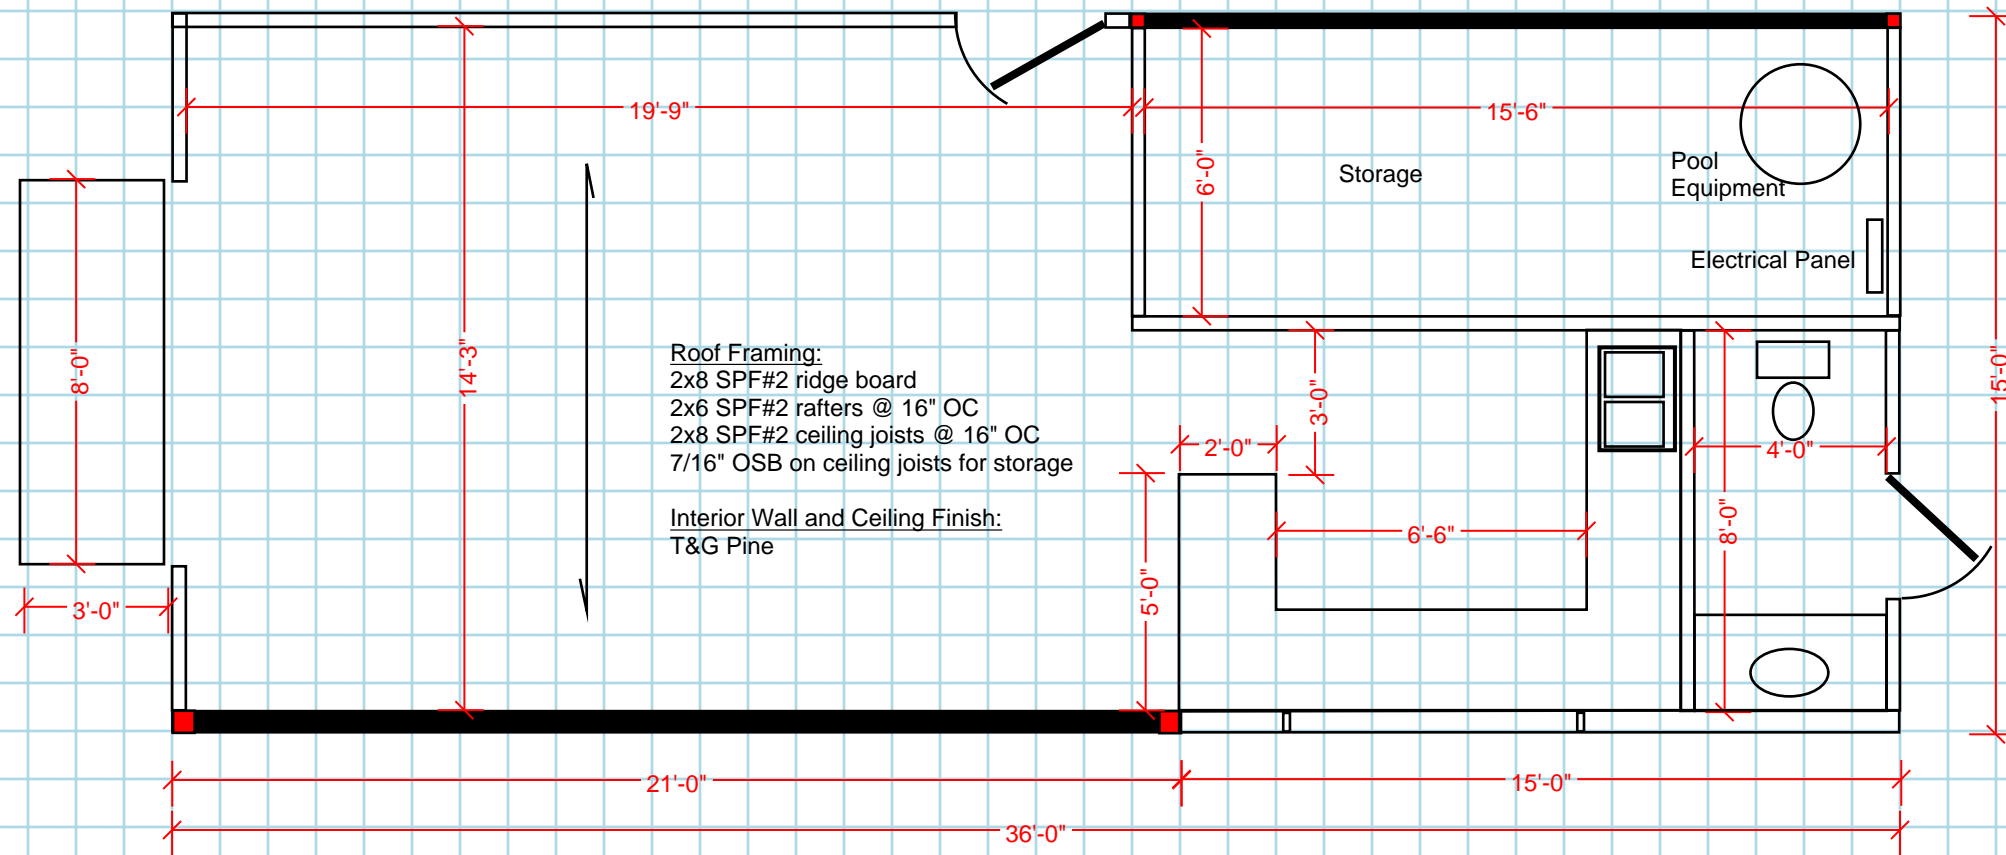 19'-9"
15'-6"
6'-0"
Storage
Pool
Equipment
Electrical Panel
8'-0"
14'-3"
Roof Framing:
2x8 SPF#2 ridge board
2x6 SPF#2 rafters @ 16" OC
2x8 SPF#2 ceiling joists @ 16" OC
7/16" OSB on ceiling joists for storage
Interior Wall and Ceiling Finish:
T&G Pine
3'-0"
2'-0"
4'-0"
15'-0"
6'-6"
8'-0"
5'-0"
3'-0"
21'-0"
15'-0"
36'-0"